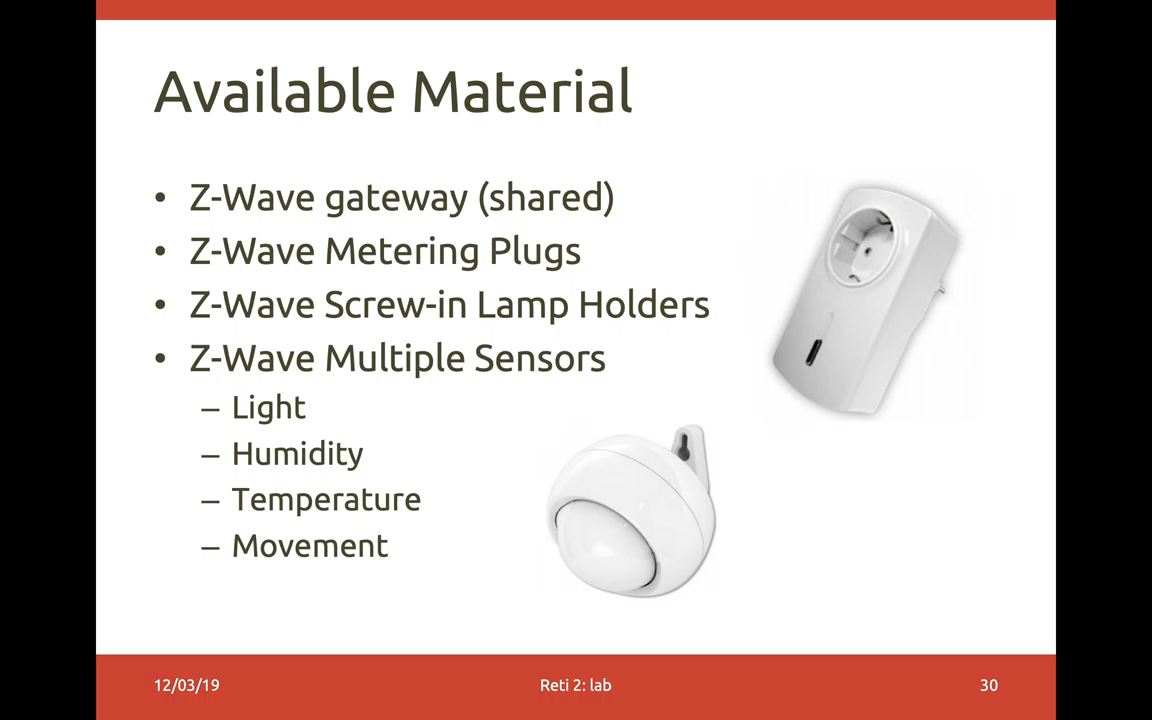 Available Material
• Z-Wave gateway (shared)
• Z-Wave Metering Plugs
• Z-Wave Screw-in Lamp Holders
• Z-Wave Multiple Sensors
– Light
– Humidity
– Temperature
– Movement
12/03/19
Reti 2: lab
30